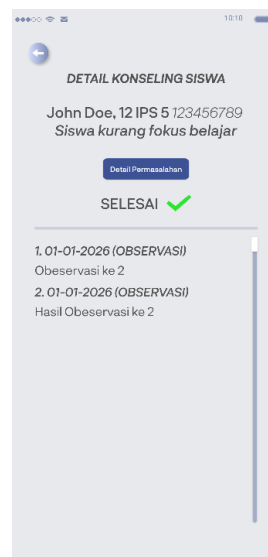 10:10
DETAIL KONSELING SISWA
John Doe, 12 IPS 5 123456789
Siswa kurang fokus belajar
Detail Permasalahan
SELESAI
1. 01-01-2026 (OBSERVASI)
Obeservasi ke 2
2. 01-01-2026 (OBSERVASI)
Hasil Obeservasi ke 2